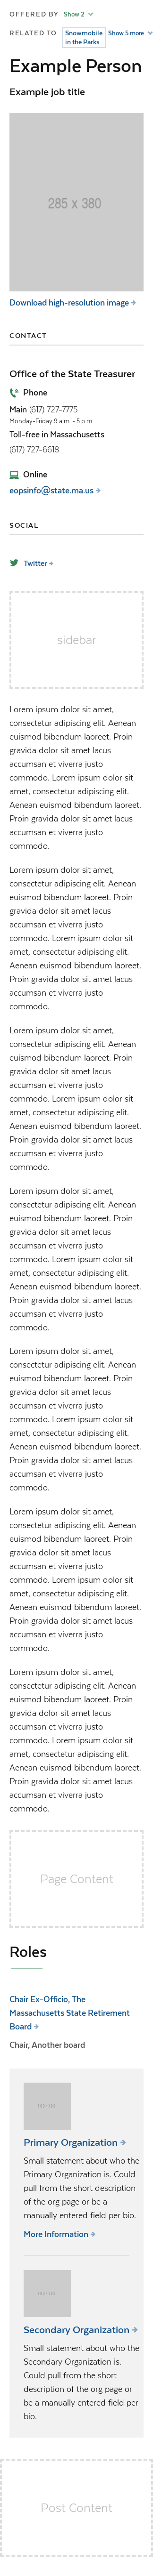 OFFERED BY Show 2
RELATED TO Snowmobile in the Parks Show 5 more
Example Person
Example job title
285 x 380
Download high-resolution image
CONTACT
Office of the State Treasurer
Phone
Main (617) 727-7775
Monday-Friday 9 a.m. - 5 p.m.
Toll-free in Massachusetts
(617) 727-6618
Online
eopsinfo@state.ma.us
SOCIAL
Twitter
sidebar
Lorem ipsum dolor sit amet,
consectetur adipiscing elit. Aenean
euismod bibendum laoreet. Proin
gravida dolor sit amet lacus
accumsan et viverra justo
commodo. Lorem ipsum dolor sit
amet, consectetur adipiscing elit.
Aenean euismod bibendum laoreet.
Proin gravida dolor sit amet lacus
accumsan et viverra justo
commodo.
Lorem ipsum dolor sit amet,
consectetur adipiscing elit. Aenean
euismod bibendum laoreet. Proin
gravida dolor sit amet lacus
accumsan et viverra justo
commodo. Lorem ipsum dolor sit
amet, consectetur adipiscing elit.
Aenean euismod bibendum laoreet.
Proin gravida dolor sit amet lacus
accumsan et viverra justo
commodo.
Lorem ipsum dolor sit amet,
consectetur adipiscing elit. Aenean
euismod bibendum laoreet. Proin
gravida dolor sit amet lacus
accumsan et viverra justo
commodo. Lorem ipsum dolor sit
amet, consectetur adipiscing elit.
Aenean euismod bibendum laoreet.
Proin gravida dolor sit amet lacus
accumsan et viverra justo
commodo.
Lorem ipsum dolor sit amet,
consectetur adipiscing elit. Aenean
euismod bibendum laoreet. Proin
gravida dolor sit amet lacus
accumsan et viverra justo
commodo. Lorem ipsum dolor sit
amet, consectetur adipiscing elit.
Aenean euismod bibendum laoreet.
Proin gravida dolor sit amet lacus
accumsan et viverra justo
commodo.
Lorem ipsum dolor sit amet,
consectetur adipiscing elit. Aenean
euismod bibendum laoreet. Proin
gravida dolor sit amet lacus
accumsan et viverra justo
commodo. Lorem ipsum dolor sit
amet, consectetur adipiscing elit.
Aenean euismod bibendum laoreet.
Proin gravida dolor sit amet lacus
accumsan et viverra justo
commodo.
Lorem ipsum dolor sit amet,
consectetur adipiscing elit. Aenean
euismod bibendum laoreet. Proin
gravida dolor sit amet lacus
accumsan et viverra justo
commodo. Lorem ipsum dolor sit
amet, consectetur adipiscing elit.
Aenean euismod bibendum laoreet.
Proin gravida dolor sit amet lacus
accumsan et viverra justo
commodo.
Lorem ipsum dolor sit amet,
consectetur adipiscing elit. Aenean
euismod bibendum laoreet. Proin
gravida dolor sit amet lacus
accumsan et viverra justo
commodo. Lorem ipsum dolor sit
amet, consectetur adipiscing elit.
Aenean euismod bibendum laoreet.
Proin gravida dolor sit amet lacus
accumsan et viverra justo
commodo.
Page Content
Roles
Chair Ex-Officio, The
Massachusetts State Retirement
Board
Chair, Another board
Primary Organization
Small statement about who the
Primary Organization is. Could
pull from the short description
of the org page or be a
manually entered field per bio.
More Information
Secondary Organization
Small statement about who the
Secondary Organization is.
Could pull from the short
description of the org page or
be a manually entered field per
bio.
Post Content